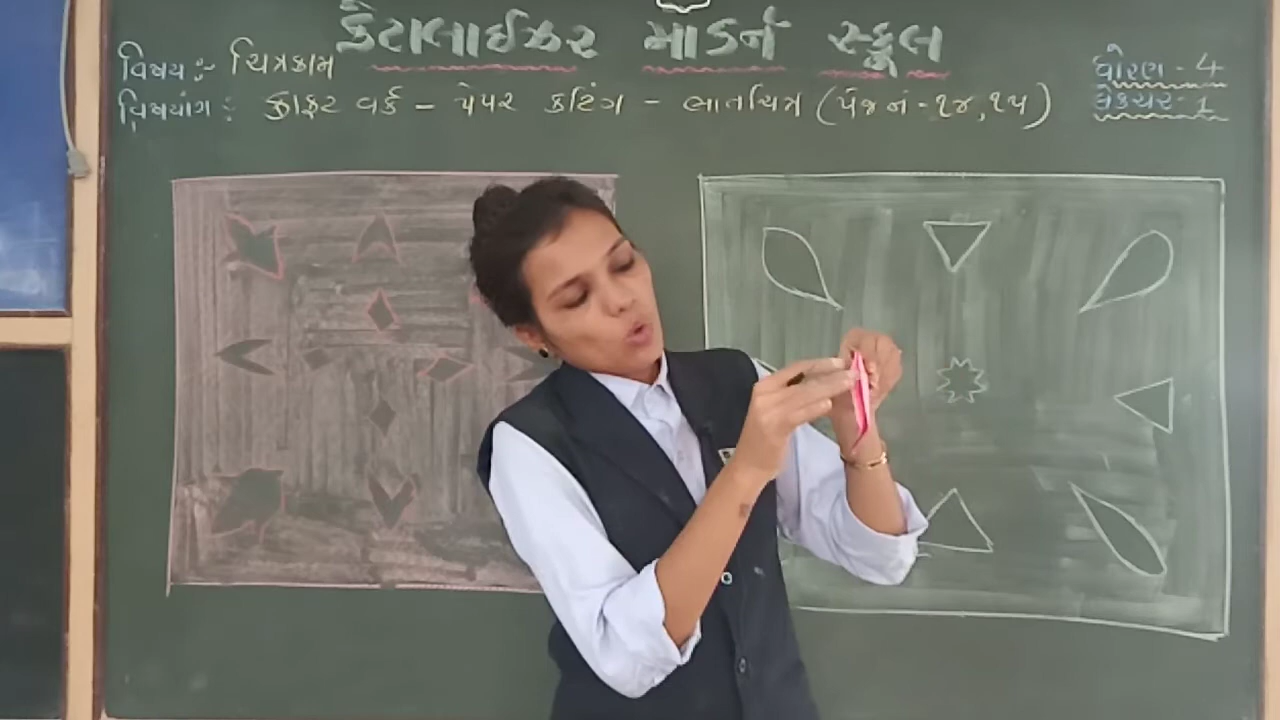 કેટાલાઈઝર માડર્ન સ્કૂલ
વિષય:- ચિત્રકામ
ધોરણ - 4
વિષયાંગ: ક્રાફ્ટ વર્ક - પેપર કટિંગ - ભાતચિત્ર (પેજ નં - ૧૪, ૧૫)
લેકચર - 1